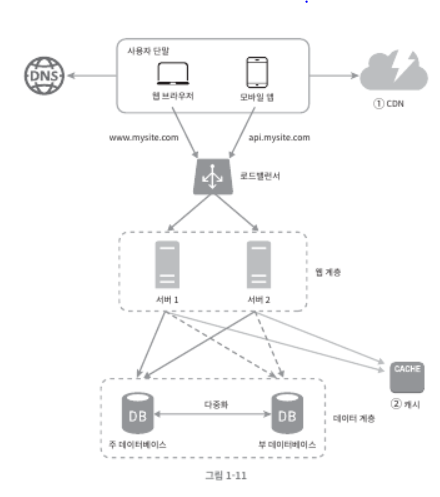 사용자 단말
DNS
웹 브라우저
모바일 앱
① CDN
www.mysite.com
api.mysite.com
로드밸런서
서버 1
서버 2
웹 계층
CACHE
② 캐시
DB
다중화
DB
데이터 계층
주 데이터베이스
부 데이터베이스
그림 1-11